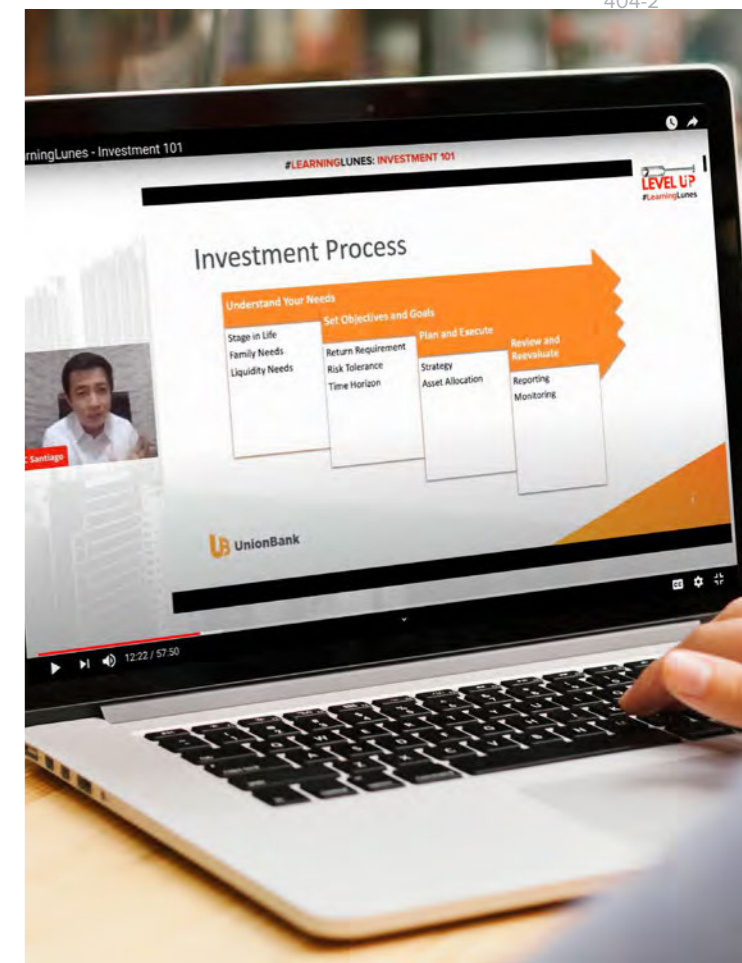 404-2
rningLunes - Investment 101
#LEARNINGLUNES: INVESTMENT 101
LEVEL UP
#LearningLunes
Investment Process
Understand Your Needs
Stage in Life
Family Needs
Liquidity Needs
Set Objectives and Goals
Return Requirement
Risk Tolerance
Time Horizon
Plan and Execute
Strategy
Asset Allocation
Review and
Reevaluate
Reporting
Monitoring
Santiago
UB UnionBank
CC
12:22 / 57:50